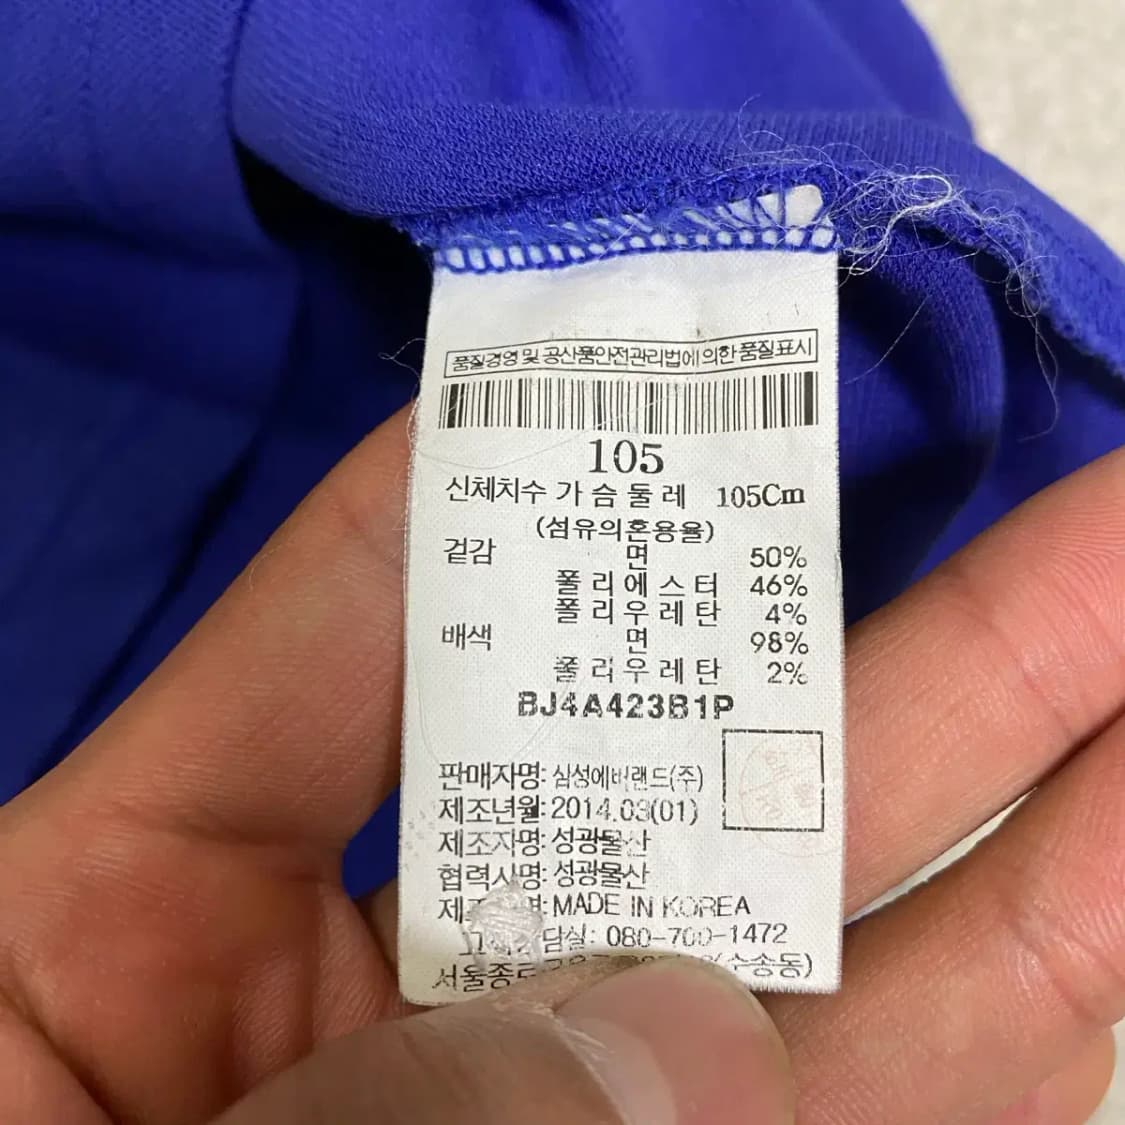 품질경영 및 공산품안전관리법에 의한 품질표시
105
신체치수 가 슴 둘 레 105Cm
(섬유의혼용율)
겉감 면 50%
폴 리 에 스 터 46%
폴 리 우 레 탄 4%
배색 면 98%
폴 리 우 레 탄 2%
BJ4A423B1P
판매자명: 삼성에버랜드(주)
제조년월: 2014.03(01)
제조자명: 성광물산
협력사명: 성광물산
MADE IN KOREA
080-700-1472
(수송동)